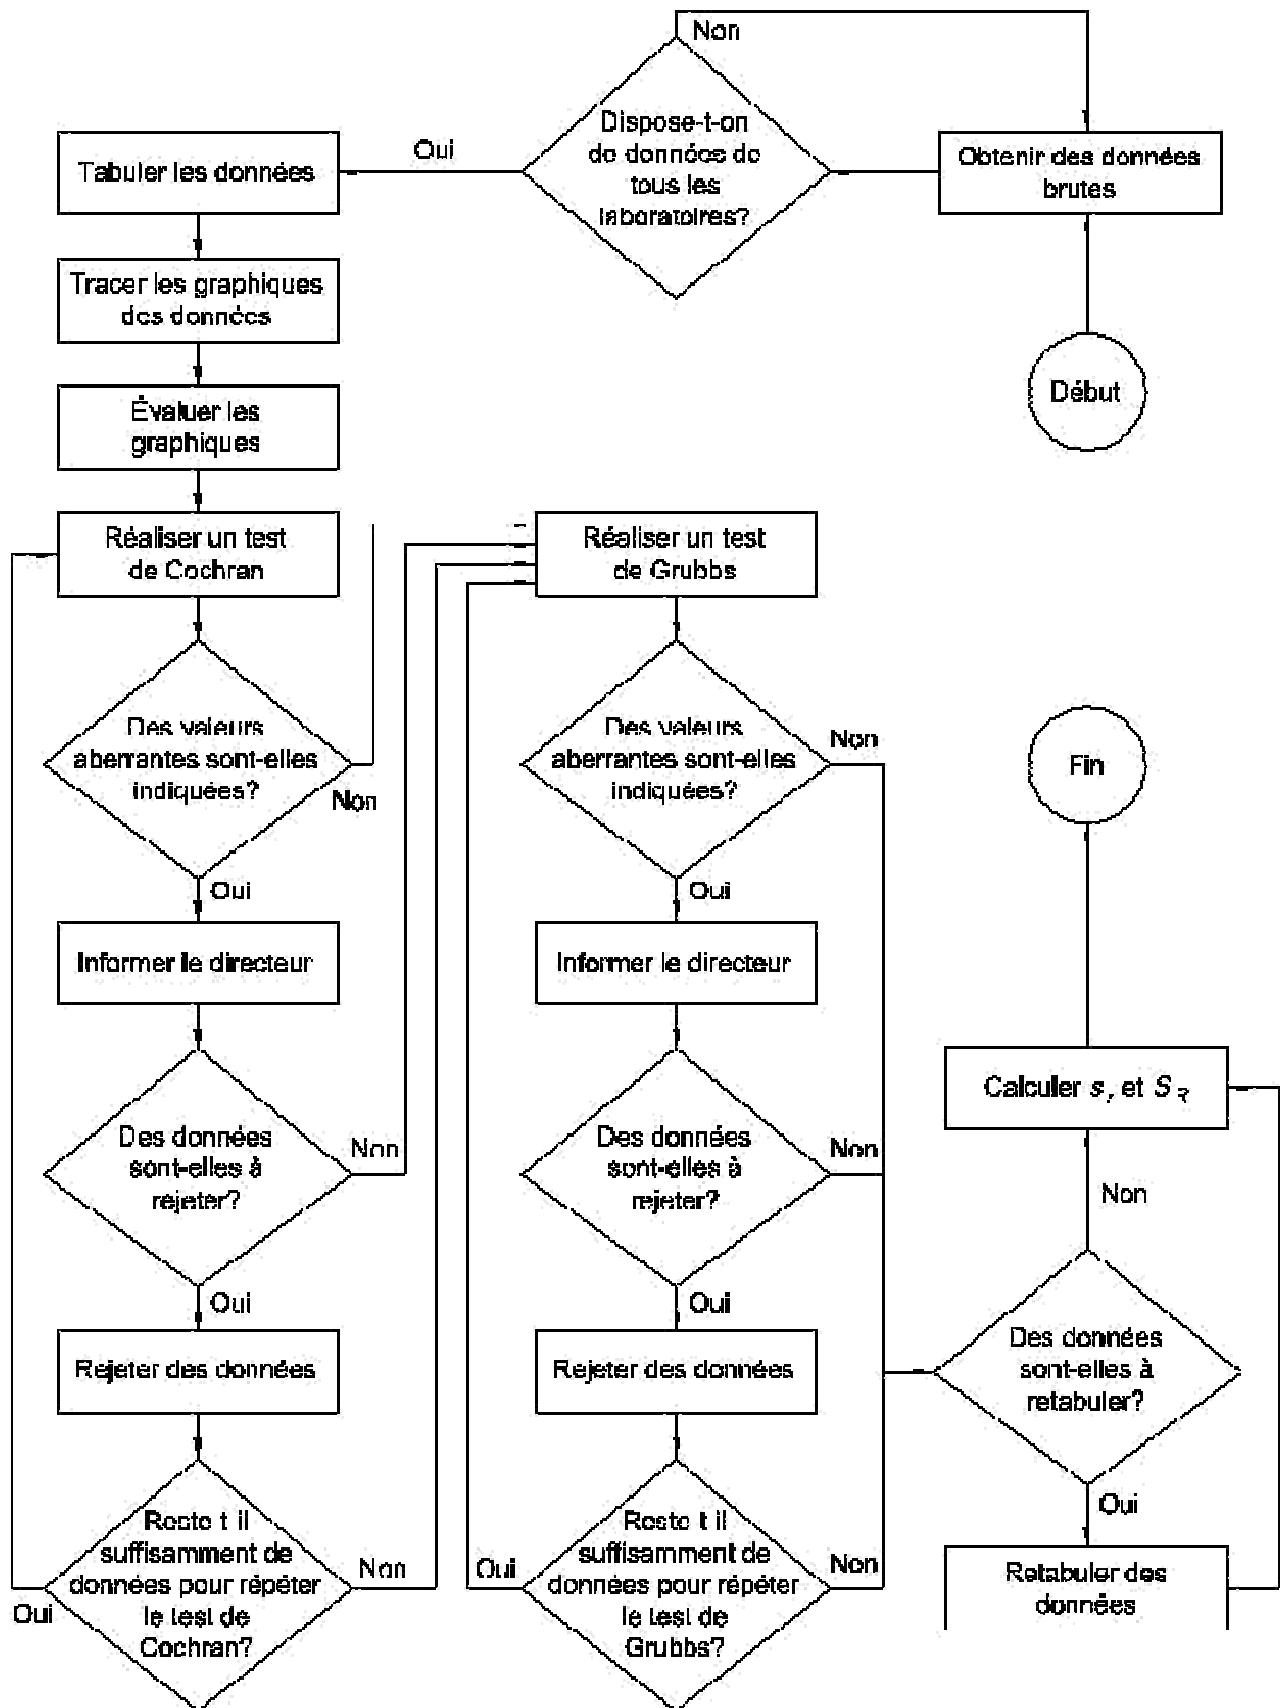 Non
Dispose-t-on
de données de
tous les
laboratoires?
Oui
Obtenir des données
brutes
Début
Tabuler les données
Tracer les graphiques
des données
Évaluer les
graphiques
Réaliser un test
de Cochran
Des valeurs
aberrantes sont-elles
indiquées?
Non
Oui
Informer le directeur
Des données
sont-elles à
rejeter?
Non
Oui
Rejeter des données
Reste t il
suffisamment de
données pour répéter
le test de
Cochran?
Oui
Non
Réaliser un test
de Grubbs
Des valeurs
aberrantes sont-elles
indiquées?
Non
Oui
Informer le directeur
Des données
sont-elles à
rejeter?
Non
Oui
Rejeter des données
Reste t il
suffisamment de
données pour répéter
le test de
Grubbs?
Oui
Non
Fin
Calculer s, et S
Non
Des données
sont-elles à
retabuler?
Oui
Retabuler des
données